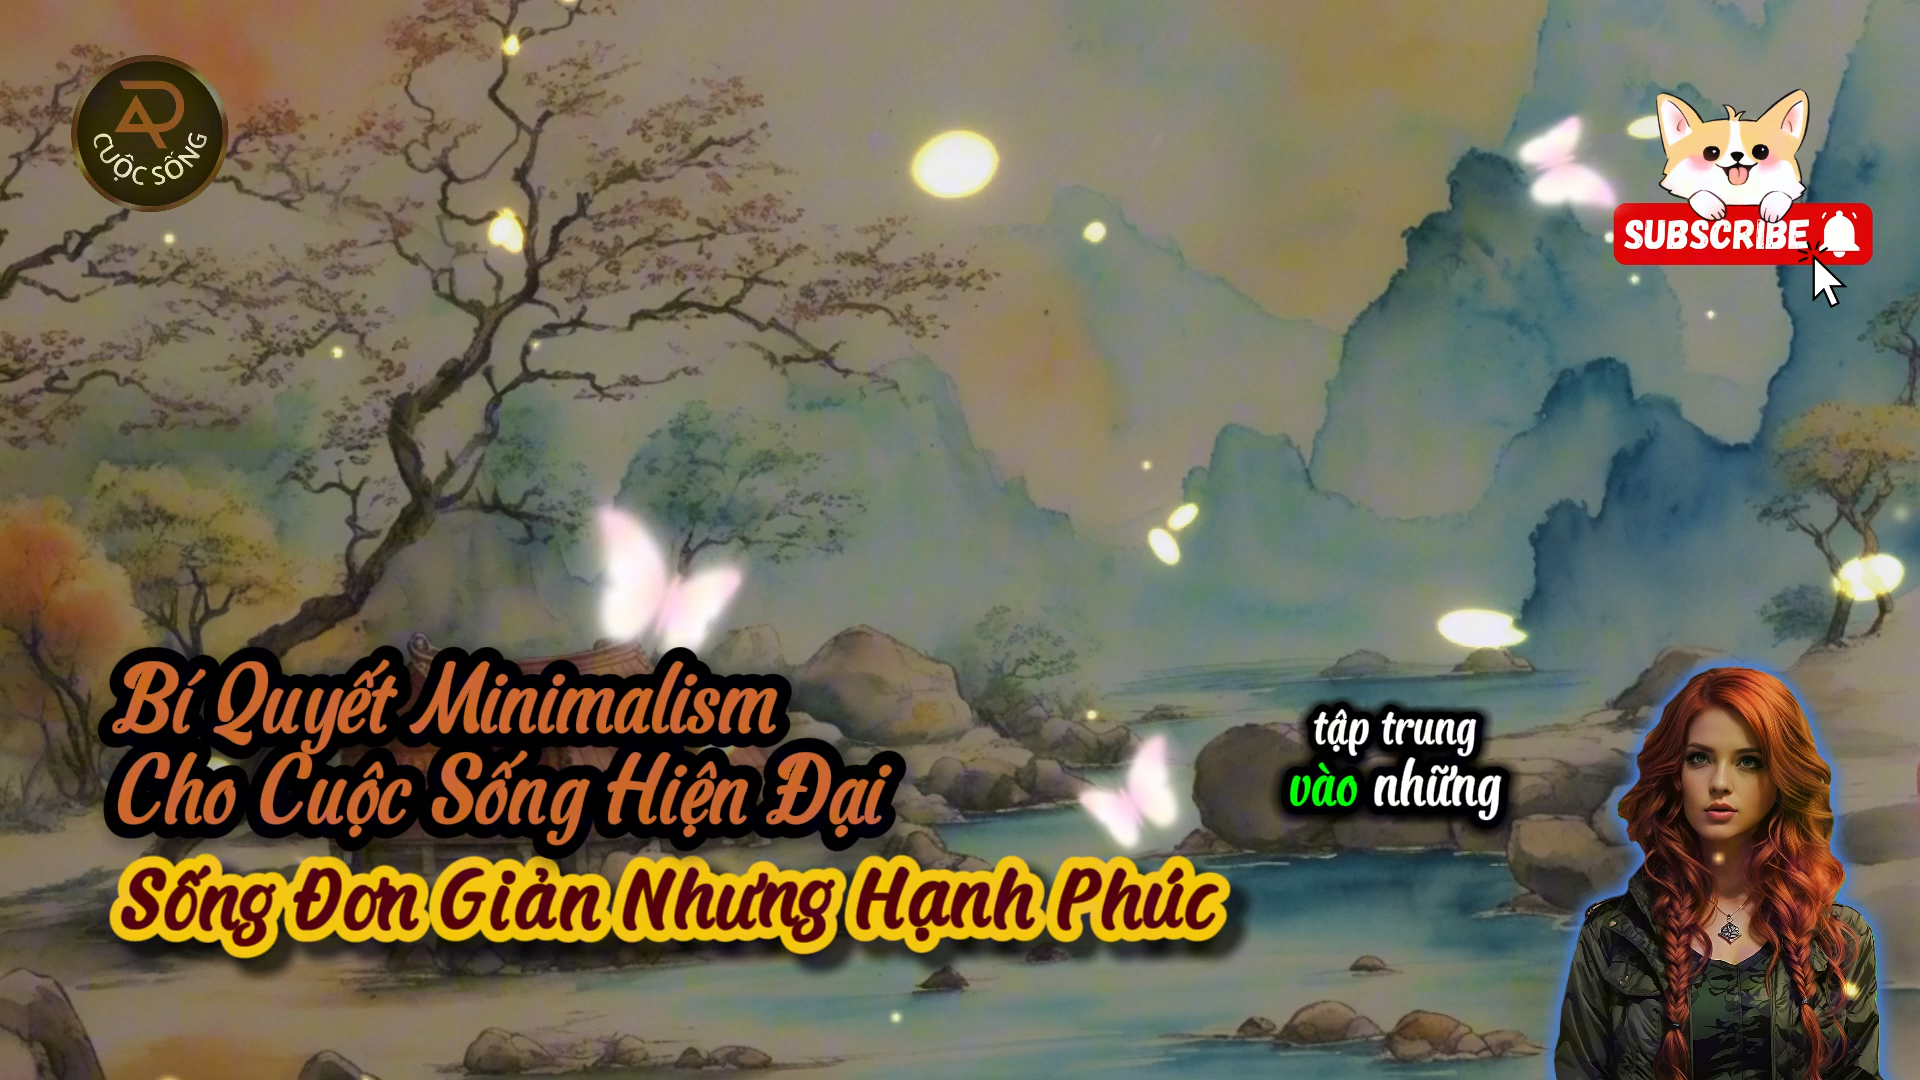 AR
CUỘC SỐNG
SUBSCRIBE
Bí Quyết Minimalism
Cho Cuộc Sống Hiện Đại
Sống Đơn Giản Nhưng Hạnh Phúc
tập trung
vào những